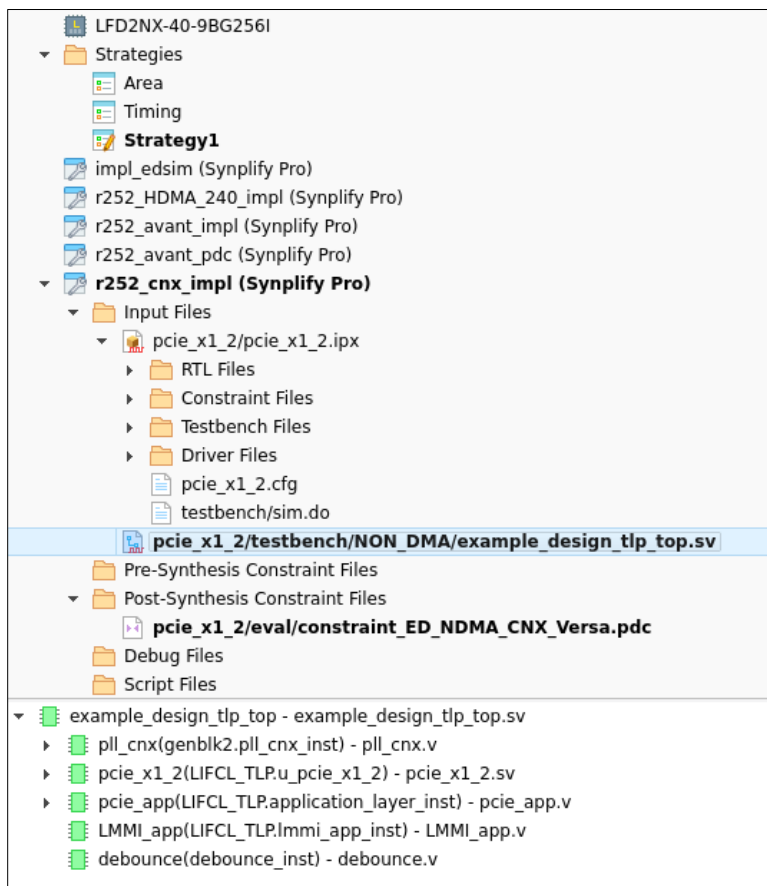 LFD2NX-40-9BG256I
Strategies
Area
Timing
Strategy1
impl_edsim (Synplify Pro)
r252_HDMA_240_impl (Synplify Pro)
r252_avant_impl (Synplify Pro)
r252_avant_pdc (Synplify Pro)
r252_cnx_impl (Synplify Pro)
Input Files
pcie_x1_2/pcie_x1_2.ipx
RTL Files
Constraint Files
Testbench Files
Driver Files
pcie_x1_2.cfg
testbench/sim.do
pcie_x1_2/testbench/NON_DMA/example_design_tlp_top.sv
Pre-Synthesis Constraint Files
Post-Synthesis Constraint Files
pcie_x1_2/eval/constraint_ED_NDMA_CNX_Versa.pdc
Debug Files
Script Files
example_design_tlp_top - example_design_tlp_top.sv
pll_cnx(genblk2.pll_cnx_inst) - pll_cnx.v
pcie_x1_2(LIFCL_TLP.u_pcie_x1_2) - pcie_x1_2.sv
pcie_app(LIFCL_TLP.application_layer_inst) - pcie_app.v
LMMI_app(LIFCL_TLP.lmmi_app_inst) - LMMI_app.v
debounce(debounce_inst) - debounce.v